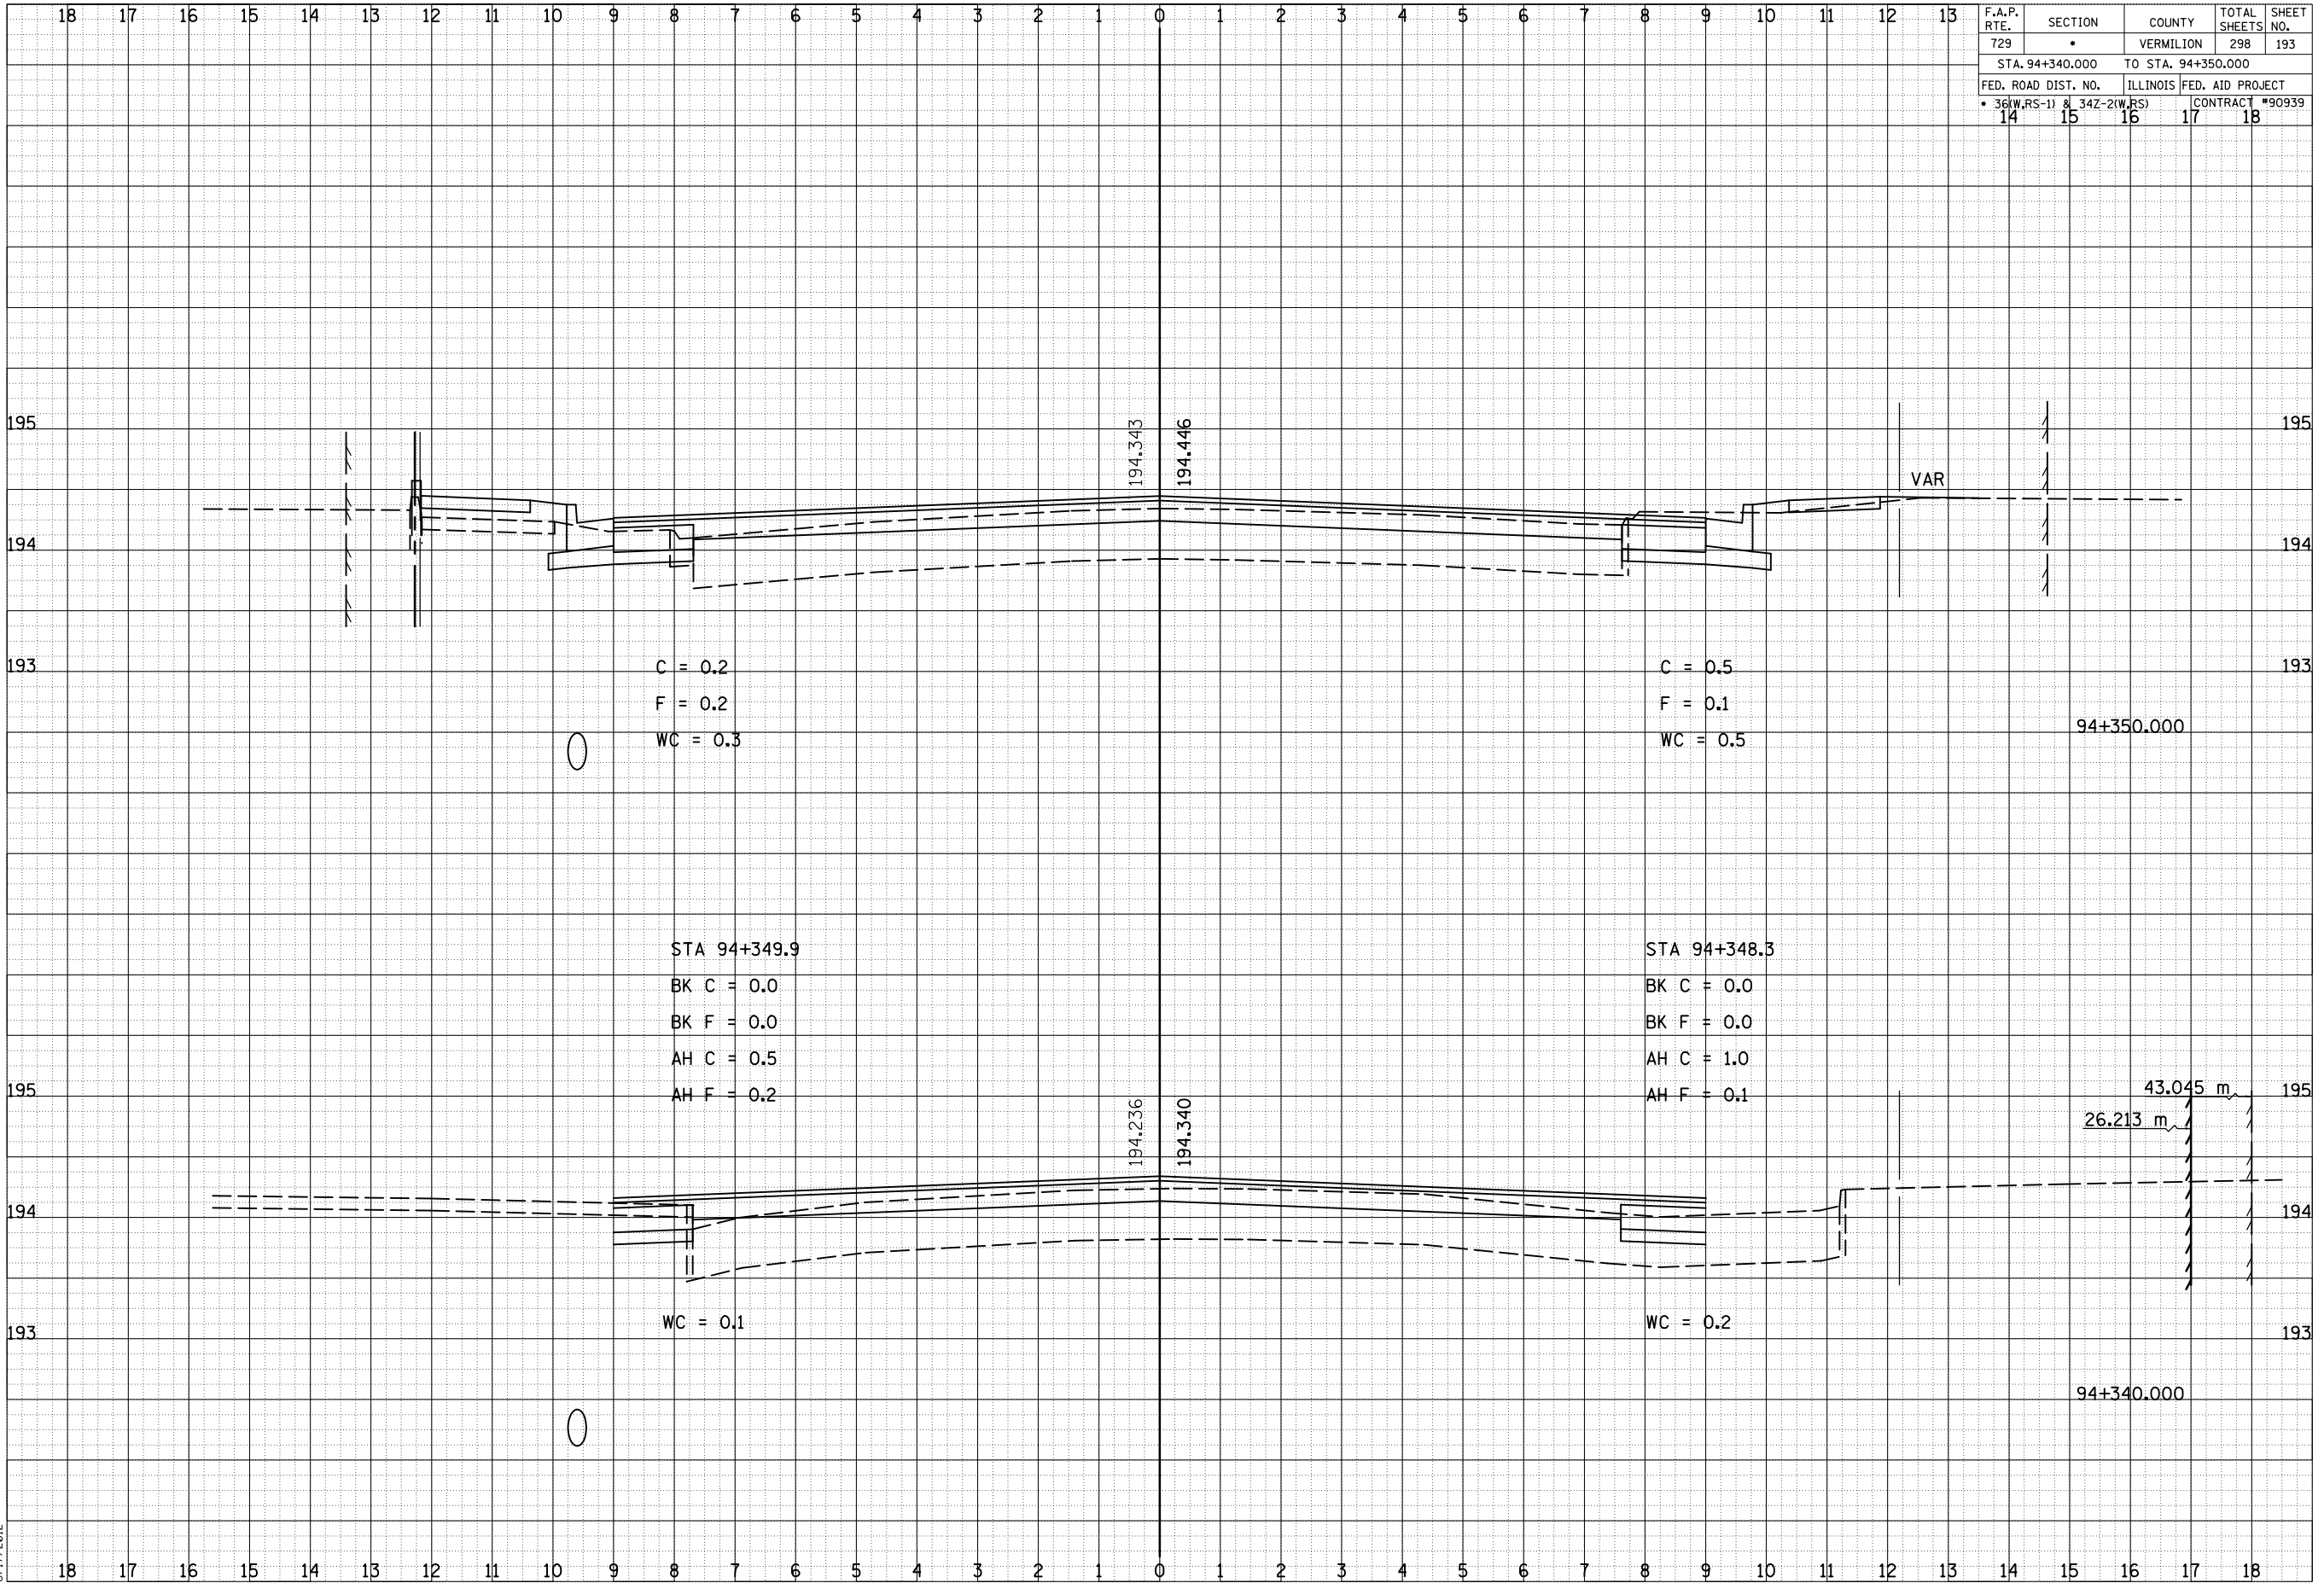 18 17 16 15 14 13 12 11 10 9 8 7 6 5 4 3 2 1 0 1 2 3 4 5 6 7 8 9 10 11 12 13
F.A.P. RTE. SECTION COUNTY TOTAL SHEETS SHEET NO.
729 * VERMILION 298 193
STA. 94+340.000 TO STA. 94+350.000
FED. ROAD DIST. NO. ILLINOIS FED. AID PROJECT
* 36(W,RS-1) & 34Z-2(W,RS) CONTRACT #90939
14 15 16 17 18
195 195
194.343
194.446
VAR
194 194
193 193
C = 0.2
F = 0.2
WC = 0.3
C = 0.5
F = 0.1
WC = 0.5
94+350.000
STA 94+349.9
BK C = 0.0
BK F = 0.0
AH C = 0.5
AH F = 0.2
STA 94+348.3
BK C = 0.0
BK F = 0.0
AH C = 1.0
AH F = 0.1
195 195
43.045 m
26.213 m
194.236
194.340
194 194
WC = 0.1
WC = 0.2
193 193
94+340.000
18 17 16 15 14 13 12 11 10 9 8 7 6 5 4 3 2 1 0 1 2 3 4 5 6 7 8 9 10 11 12 13 14 15 16 17 18